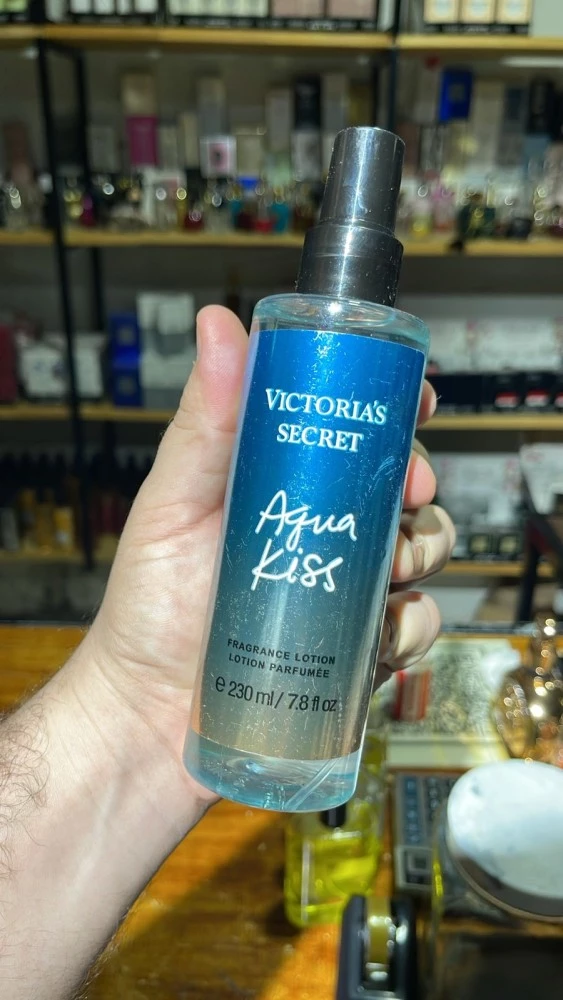 VICTORIA'S
SECRET
Aqua
Kiss
FRAGRANCE LOTION
LOTION PARFUMÉE
℮ 230 ml/ 7.8 fl oz